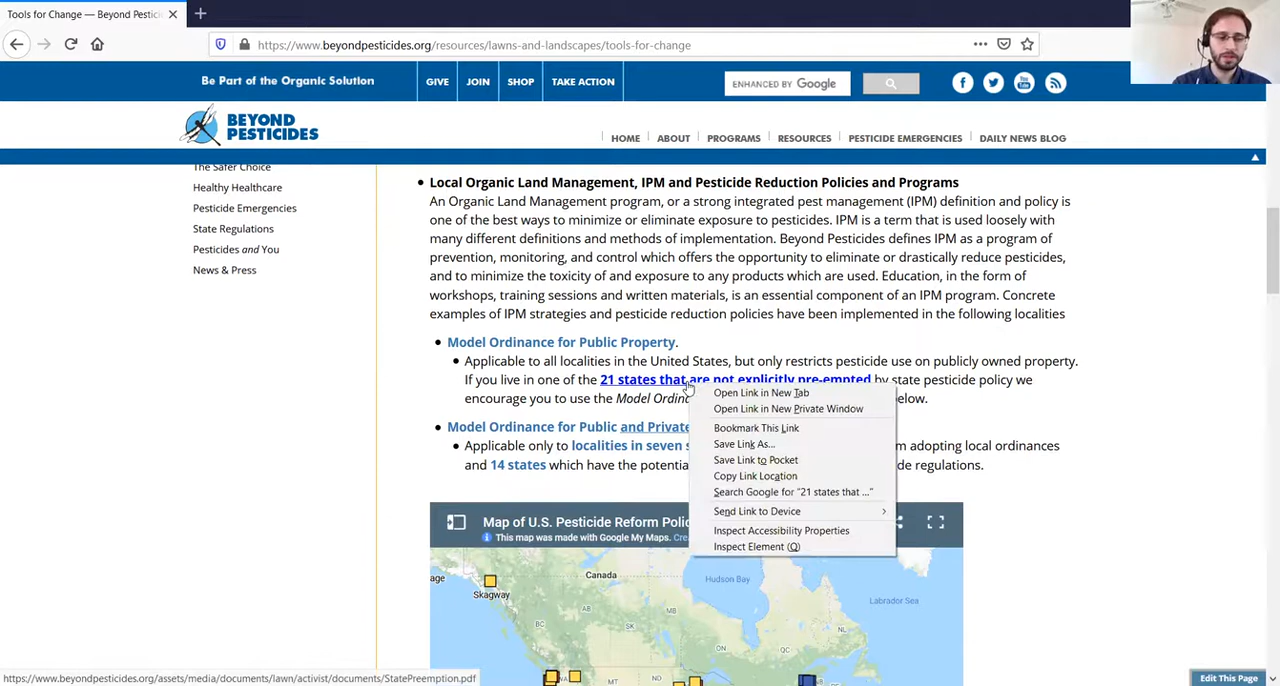 Tools for Change — Beyond Pestici
https://www.beyondpesticides.org/resources/lawns-and-landscapes/tools-for-change
Be Part of the Organic Solution
GIVE JOIN SHOP TAKE ACTION
ENHANCED BY Google
BEYOND PESTICIDES
HOME ABOUT PROGRAMS RESOURCES PESTICIDE EMERGENCIES DAILY NEWS BLOG
The Safer Choice
Healthy Healthcare
Pesticide Emergencies
State Regulations
Pesticides and You
News & Press
• Local Organic Land Management, IPM and Pesticide Reduction Policies and Programs
An Organic Land Management program, or a strong integrated pest management (IPM) definition and policy is
one of the best ways to minimize or eliminate exposure to pesticides. IPM is a term that is used loosely with
many different definitions and methods of implementation. Beyond Pesticides defines IPM as a program of
prevention, monitoring, and control which offers the opportunity to eliminate or drastically reduce pesticides,
and to minimize the toxicity of and exposure to any products which are used. Education, in the form of
workshops, training sessions and written materials, is an essential component of an IPM program. Concrete
examples of IPM strategies and pesticide reduction policies have been implemented in the following localities
• Model Ordinance for Public Property.
• Applicable to all localities in the United States, but only restricts pesticide use on publicly owned property.
If you live in one of the 21 states that are not explicitly pre-empted by state pesticide policy we
encourage you to use the Model Ordin elow.
• Model Ordinance for Public and Private
• Applicable only to localities in seven s m adopting local ordinances
and 14 states which have the potentia de regulations.
Open Link in New Tab
Open Link in New Private Window
Bookmark This Link
Save Link As...
Save Link to Pocket
Copy Link Location
Search Google for "21 states that ..."
Send Link to Device
Inspect Accessibility Properties
Inspect Element (Q)
Map of U.S. Pesticide Reform Poli
This map was made with Google My Maps. Cre
age
Skagway
Canada
Hudson Bay
Labrador Sea
AB
MB
NL
BC
SK
ON
QC
WA
MT
ND
https://www.beyondpesticides.org/assets/media/documents/lawn/activist/documents/StatePreemption.pdf
Edit This Page